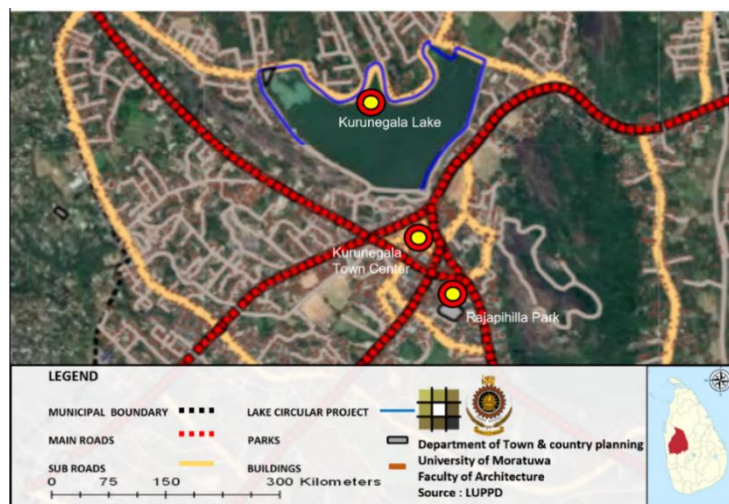 Kurunegala Lake
Kurunegala
Town Center
Rajapihilla Park
LEGEND
MUNICIPAL BOUNDARY
LAKE CIRCULAR PROJECT
MAIN ROADS
PARKS
SUB ROADS
BUILDINGS
0 75 150 300 Kilometers
Department of Town & country planning
University of Moratuwa
Faculty of Architecture
Source : LUPPD